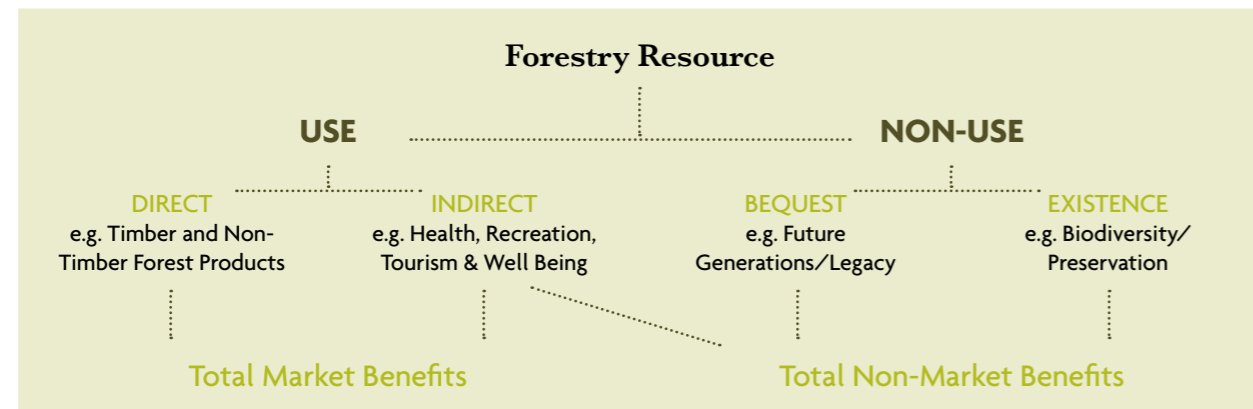 Forestry Resource
USE
NON-USE
DIRECT
e.g. Timber and Non-
Timber Forest Products
INDIRECT
e.g. Health, Recreation,
Tourism & Well Being
BEQUEST
e.g. Future
Generations/Legacy
EXISTENCE
e.g. Biodiversity/
Preservation
Total Market Benefits
Total Non-Market Benefits